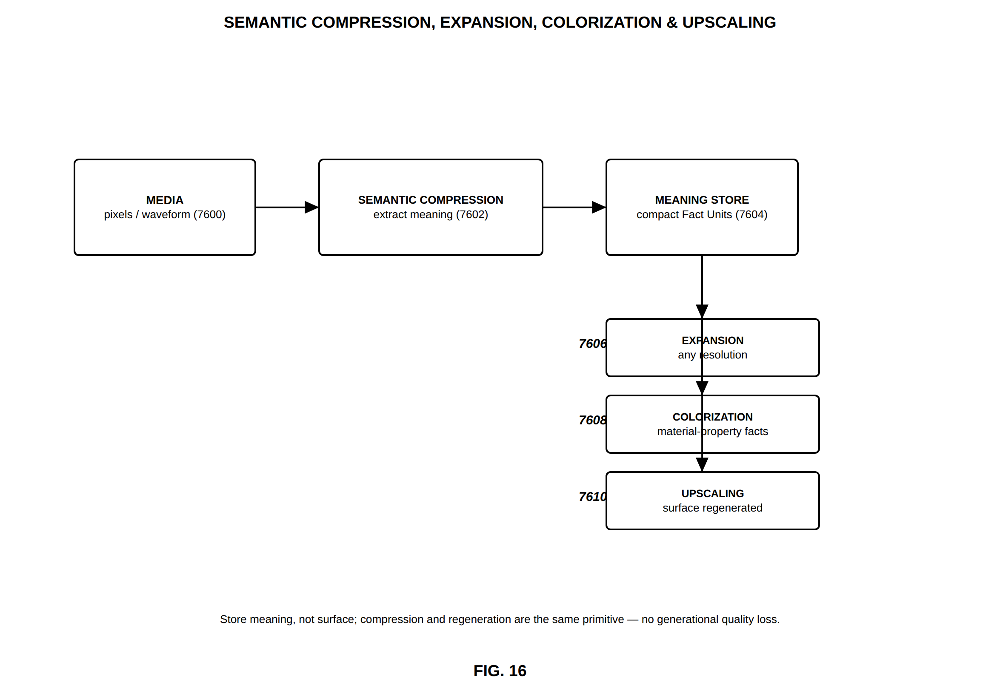 SEMANTIC COMPRESSION, EXPANSION, COLORIZATION & UPSCALING
MEDIA
pixels / waveform (7600)
SEMANTIC COMPRESSION
extract meaning (7602)
MEANING STORE
compact Fact Units (7604)
7606
EXPANSION
any resolution
7608
COLORIZATION
material-property facts
7610
UPSCALING
surface regenerated
Store meaning, not surface; compression and regeneration are the same primitive — no generational quality loss.
FIG. 16